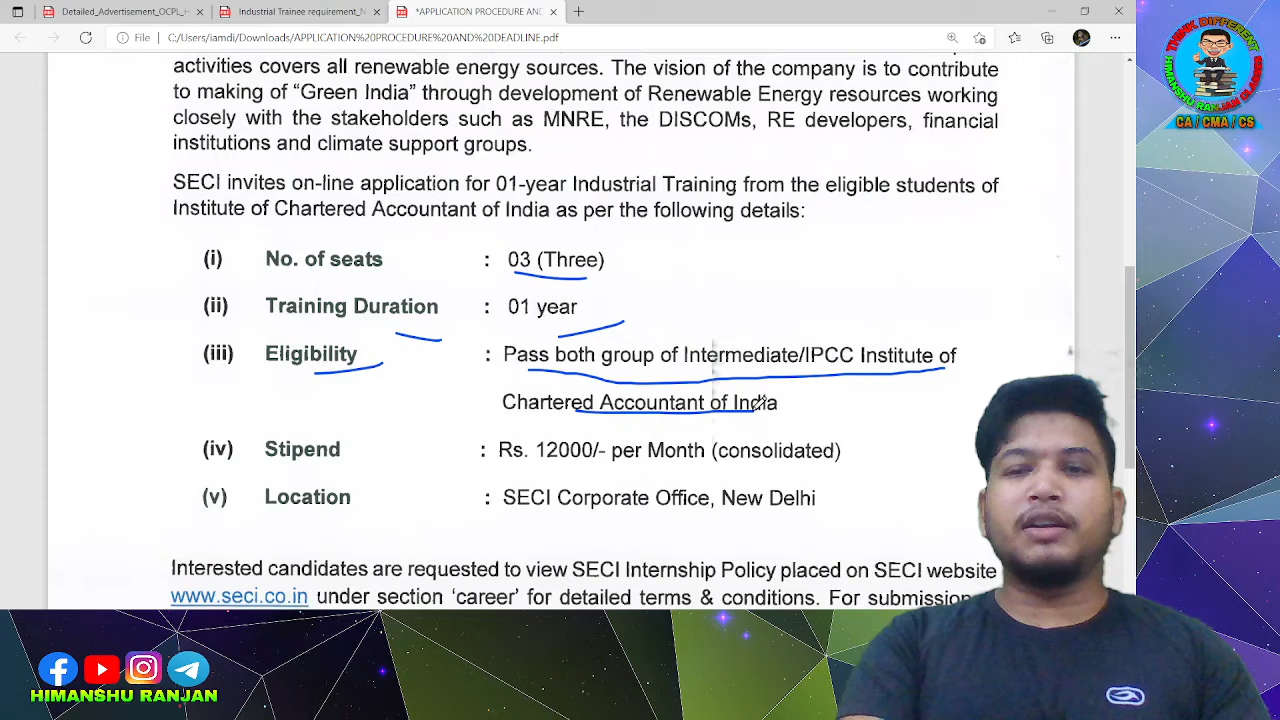 Detailed_Advertisement_OCPL_H
Industrial Trainee requirement_N
*APPLICATION PROCEDURE AND
File
C:/Users/iamdi/Downloads/APPLICATION%20PROCEDURE%20AND%20DEADLINE.pdf
activities covers all renewable energy sources. The vision of the company is to contribute
to making of “Green India” through development of Renewable Energy resources working
closely with the stakeholders such as MNRE, the DISCOMs, RE developers, financial
institutions and climate support groups.
SECI invites on-line application for 01-year Industrial Training from the eligible students of
Institute of Chartered Accountant of India as per the following details:
(i) No. of seats : 03 (Three)
(ii) Training Duration : 01 year
(iii) Eligibility : Pass both group of Intermediate/IPCC Institute of
Chartered Accountant of India
(iv) Stipend : Rs. 12000/- per Month (consolidated)
(v) Location : SECI Corporate Office, New Delhi
Interested candidates are requested to view SECI Internship Policy placed on SECI website
www.seci.co.in under section ‘career’ for detailed terms & conditions. For submission
THINK DIFFERENT
HIMANSHU RANJAN CLASSES
CA / CMA / CS
HIMANSHU RANJAN